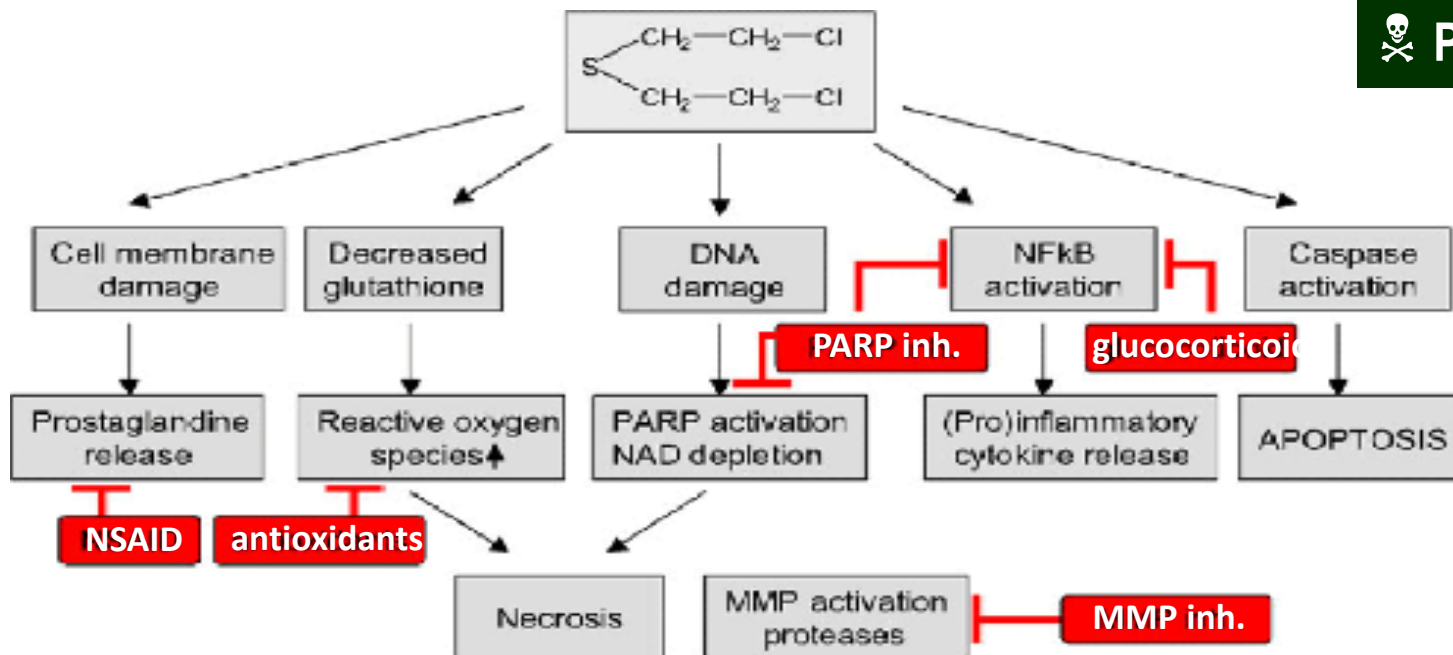 CH2—CH2—Cl
S
CH2—CH2—Cl
P
Cell membrane
damage
Decreased
glutathione
DNA
damage
NFkB
activation
Caspase
activation
PARP inh.
glucocorticoid
Prostaglandine
release
Reactive oxygen
species
PARP activation
NAD depletion
(Pro)inflammatory
cytokine release
APOPTOSIS
NSAID
antioxidants
Necrosis
MMP activation
proteases
MMP inh.